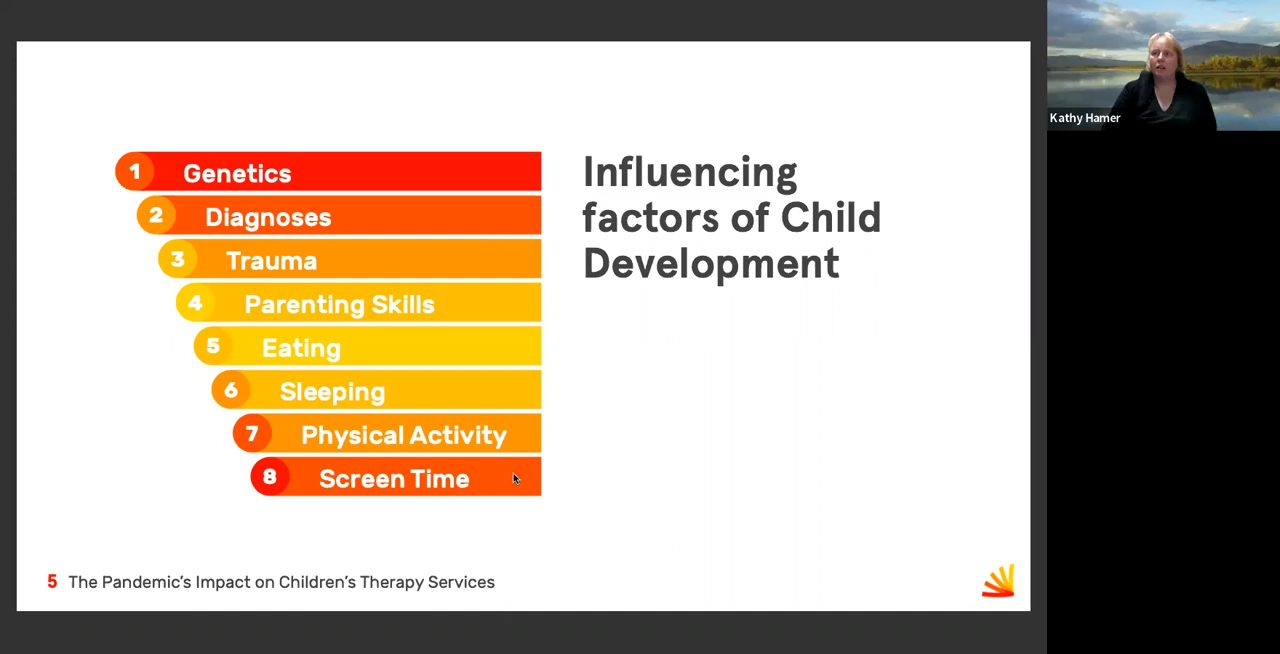 1 Genetics
2 Diagnoses
3 Trauma
4 Parenting Skills
5 Eating
6 Sleeping
7 Physical Activity
8 Screen Time
Influencing
factors of Child
Development
5 The Pandemic's Impact on Children's Therapy Services
Kathy Hamer